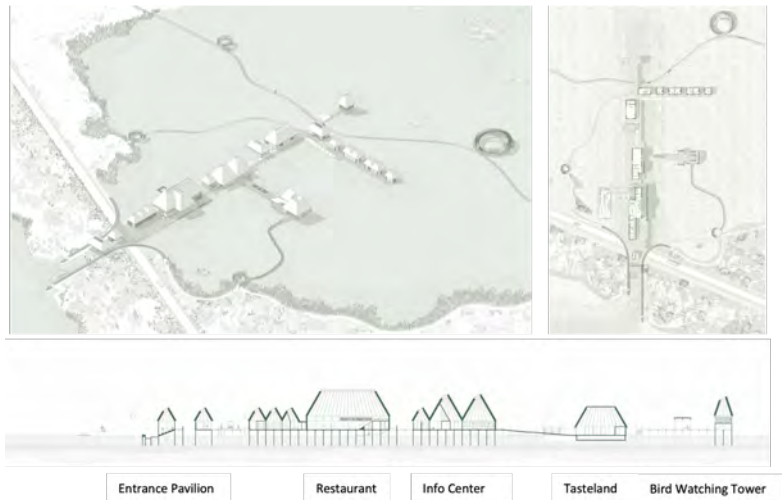 Entrance Pavilion
Restaurant
Info Center
Tasteland
Bird Watching Tower